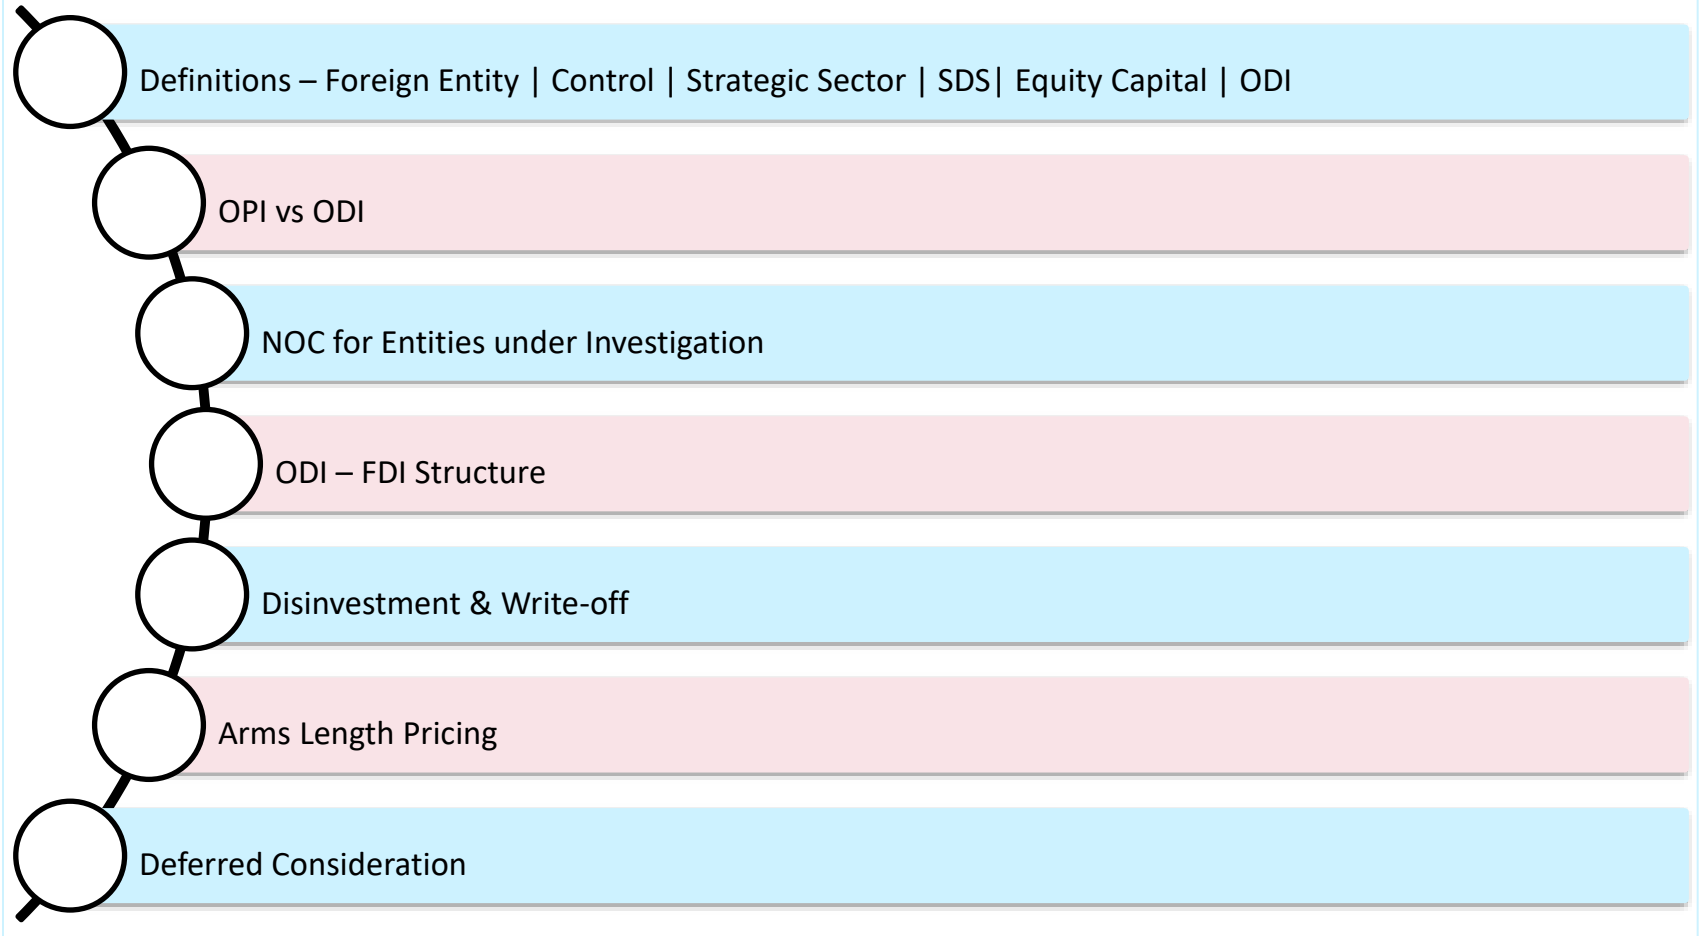 Definitions – Foreign Entity | Control | Strategic Sector | SDS| Equity Capital | ODI
OPI vs ODI
NOC for Entities under Investigation
ODI – FDI Structure
Disinvestment & Write-off
Arms Length Pricing
Deferred Consideration